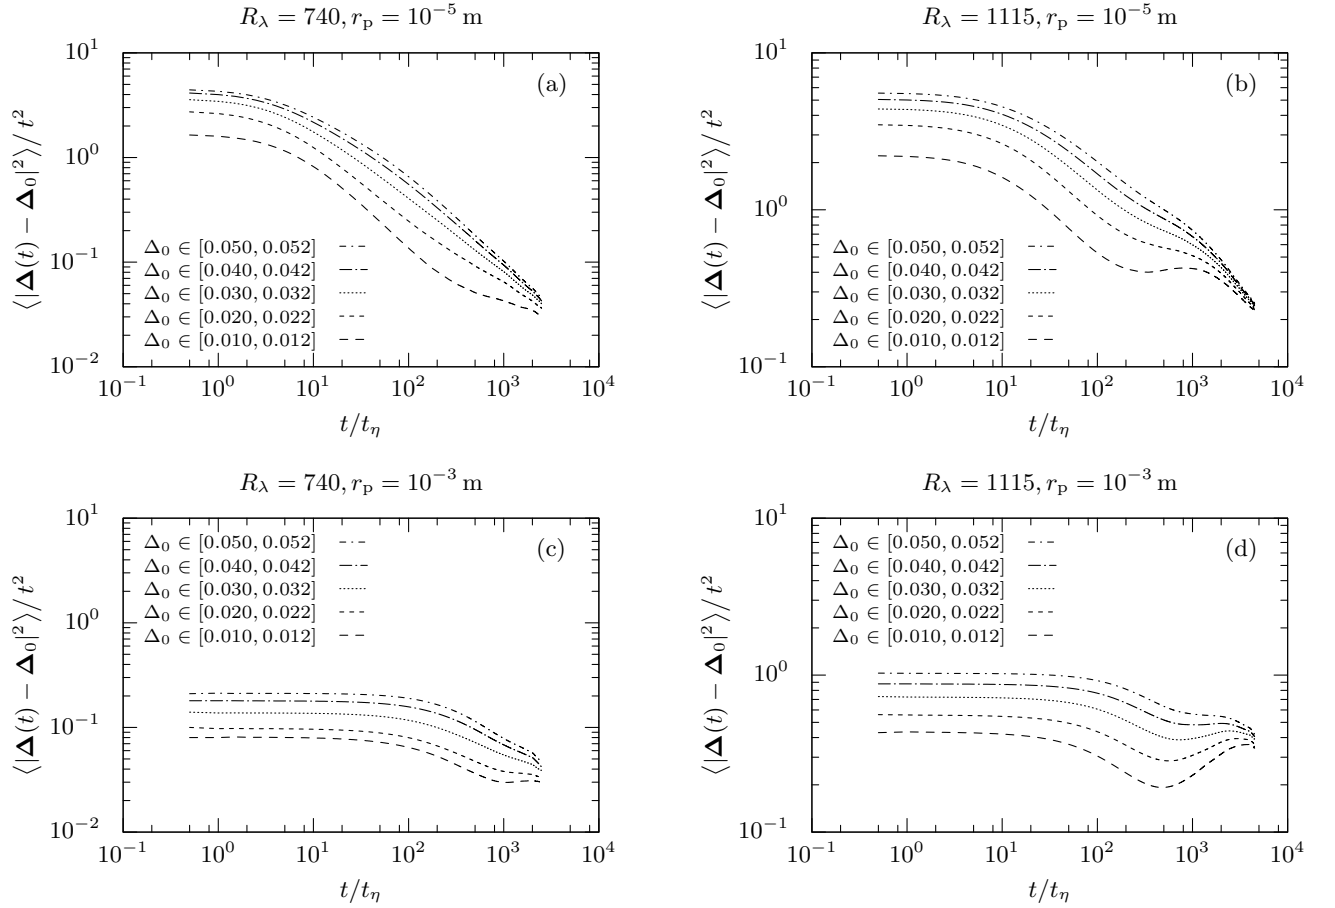 R_λ = 740, r_p = 10^{-5} m
(a)
⟨|Δ(t) − Δ_0|^2⟩/t^2
10^1
10^0
10^{-1}
10^{-2}
Δ_0 ∈ [0.050, 0.052]
Δ_0 ∈ [0.040, 0.042]
Δ_0 ∈ [0.030, 0.032]
Δ_0 ∈ [0.020, 0.022]
Δ_0 ∈ [0.010, 0.012]
10^{-1} 10^0 10^1 10^2 10^3 10^4
t/t_η
R_λ = 1115, r_p = 10^{-5} m
(b)
⟨|Δ(t) − Δ_0|^2⟩/t^2
10^1
10^0
10^{-1}
Δ_0 ∈ [0.050, 0.052]
Δ_0 ∈ [0.040, 0.042]
Δ_0 ∈ [0.030, 0.032]
Δ_0 ∈ [0.020, 0.022]
Δ_0 ∈ [0.010, 0.012]
10^{-1} 10^0 10^1 10^2 10^3 10^4
t/t_η
R_λ = 740, r_p = 10^{-3} m
(c)
⟨|Δ(t) − Δ_0|^2⟩/t^2
10^1
10^0
10^{-1}
10^{-2}
Δ_0 ∈ [0.050, 0.052]
Δ_0 ∈ [0.040, 0.042]
Δ_0 ∈ [0.030, 0.032]
Δ_0 ∈ [0.020, 0.022]
Δ_0 ∈ [0.010, 0.012]
10^{-1} 10^0 10^1 10^2 10^3 10^4
t/t_η
R_λ = 1115, r_p = 10^{-3} m
(d)
⟨|Δ(t) − Δ_0|^2⟩/t^2
10^1
10^0
10^{-1}
Δ_0 ∈ [0.050, 0.052]
Δ_0 ∈ [0.040, 0.042]
Δ_0 ∈ [0.030, 0.032]
Δ_0 ∈ [0.020, 0.022]
Δ_0 ∈ [0.010, 0.012]
10^{-1} 10^0 10^1 10^2 10^3 10^4
t/t_η